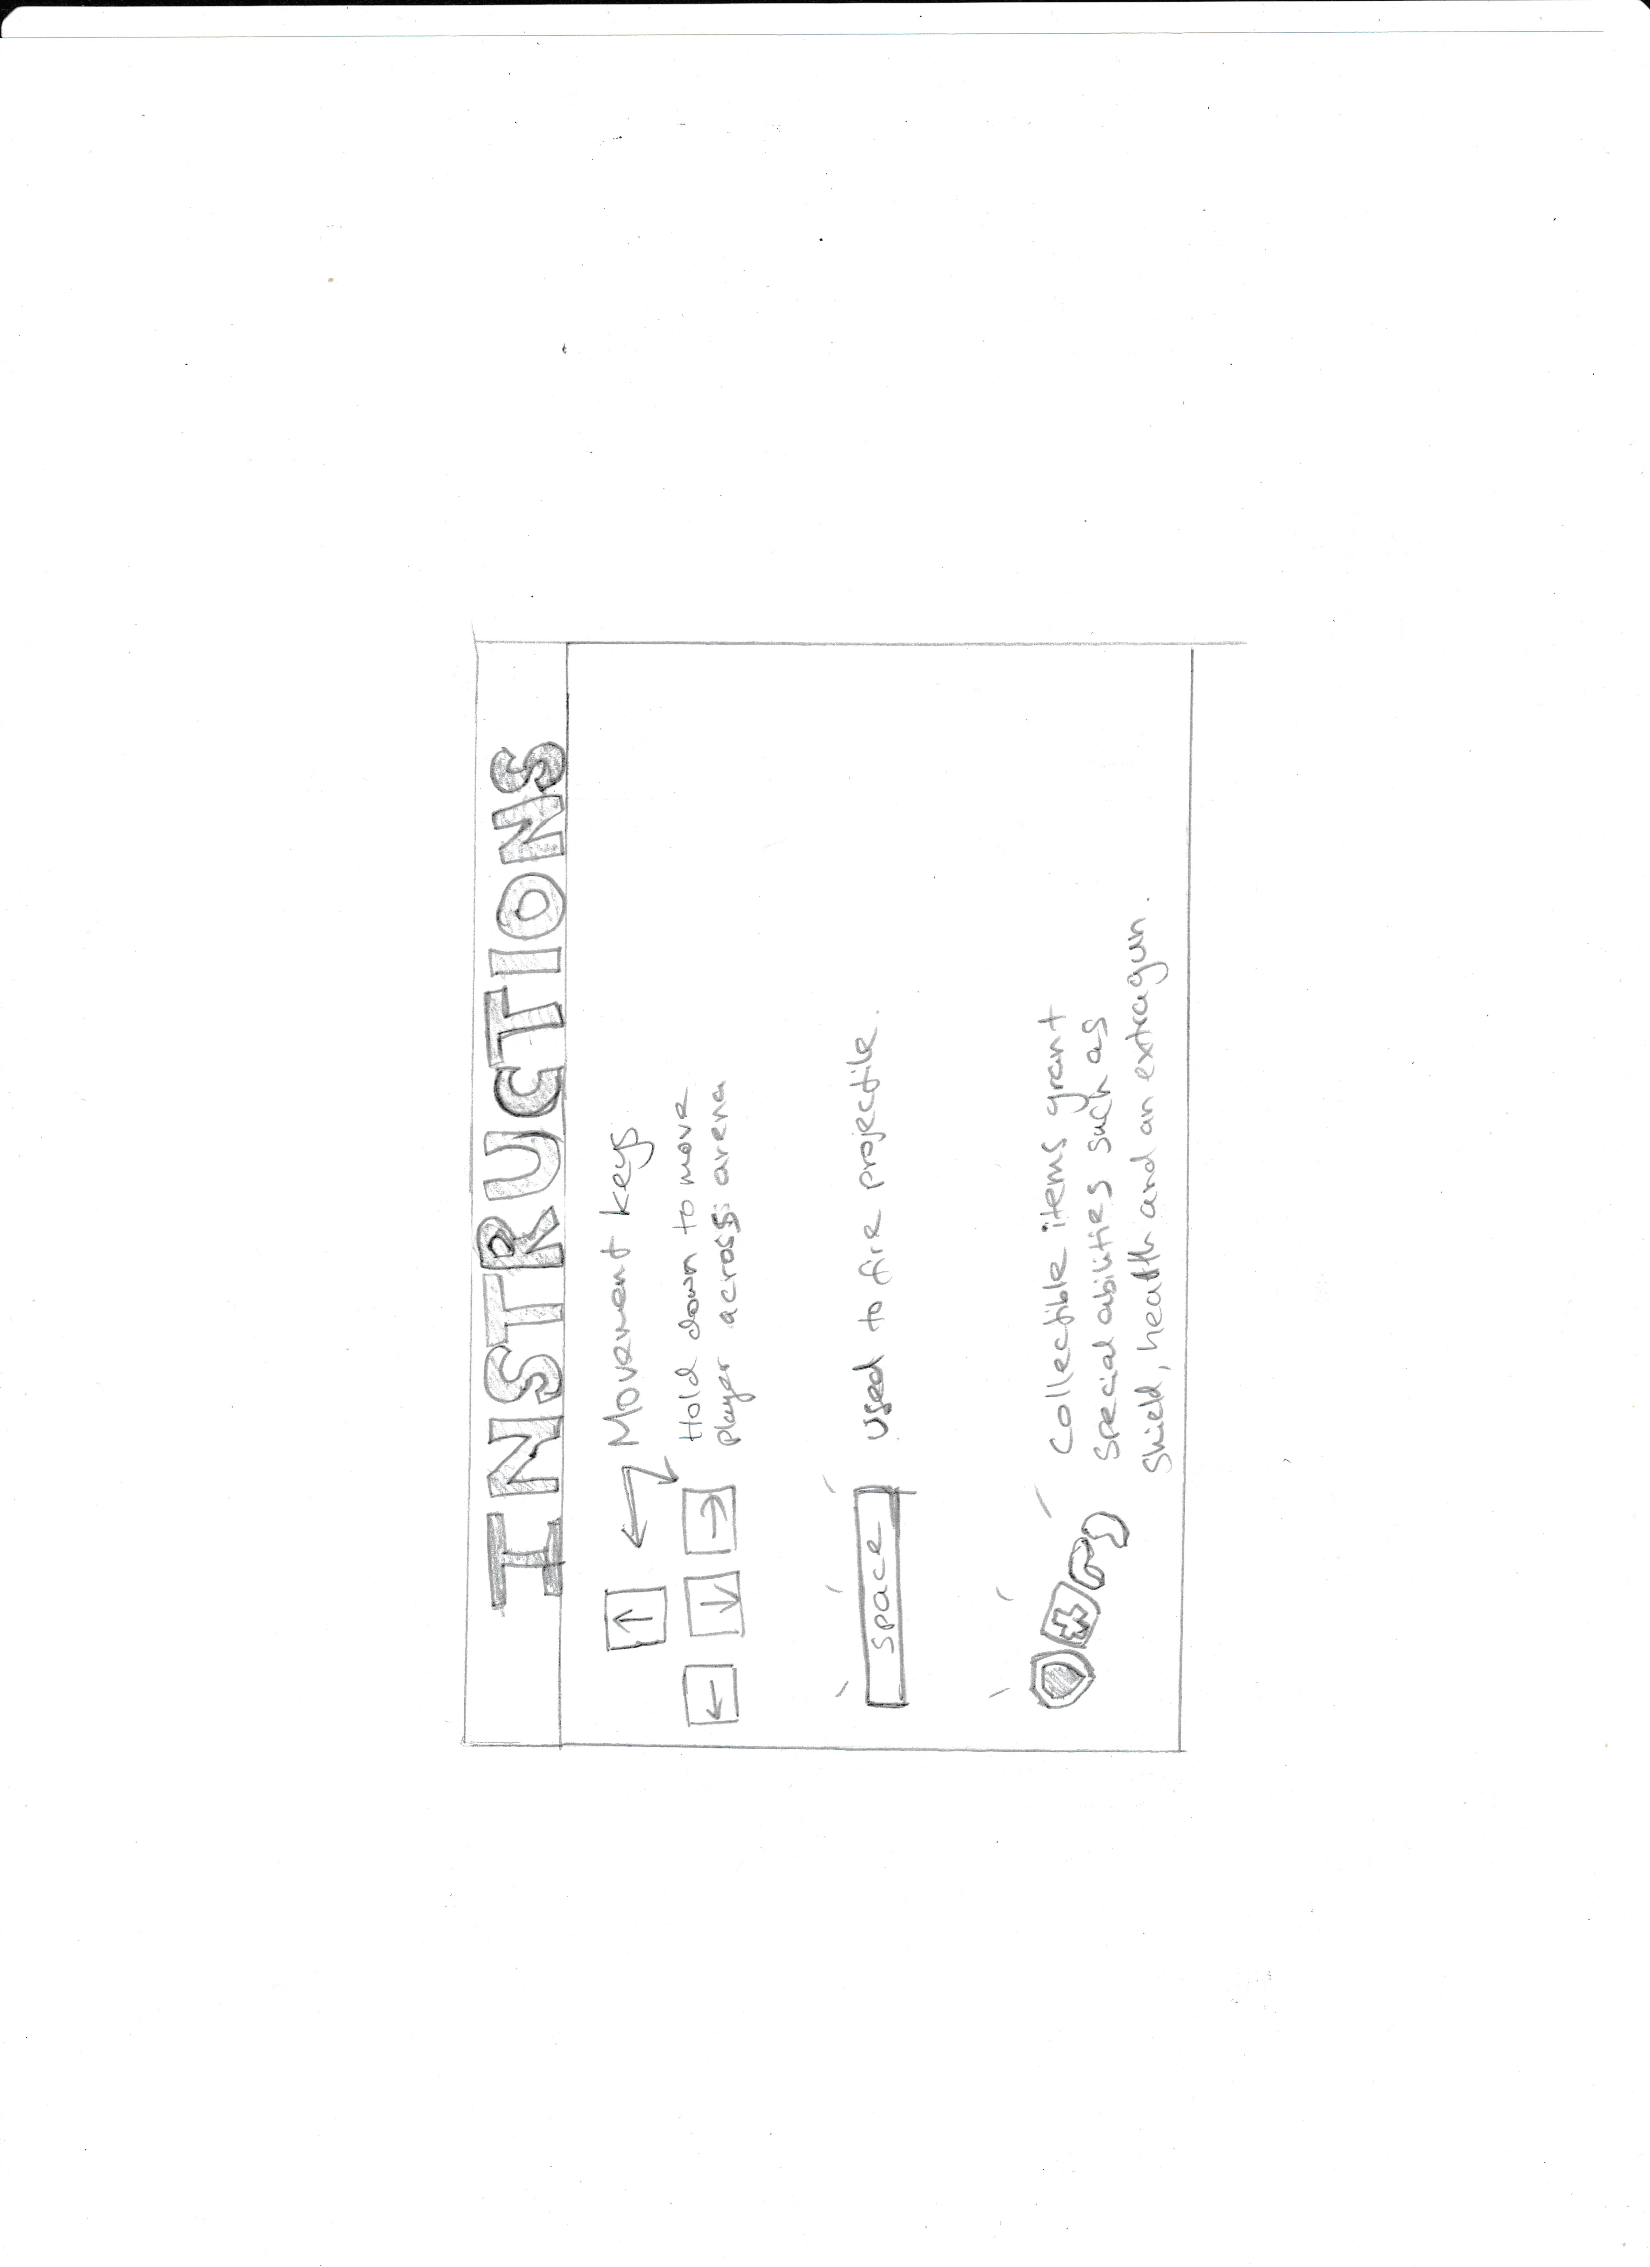 INSTRUCTIONS
Movement keys
Hold down to move
player across arena
space
used to fire projectile.
Collectible items grant
special abilities such as
shield, health and an extra gun.